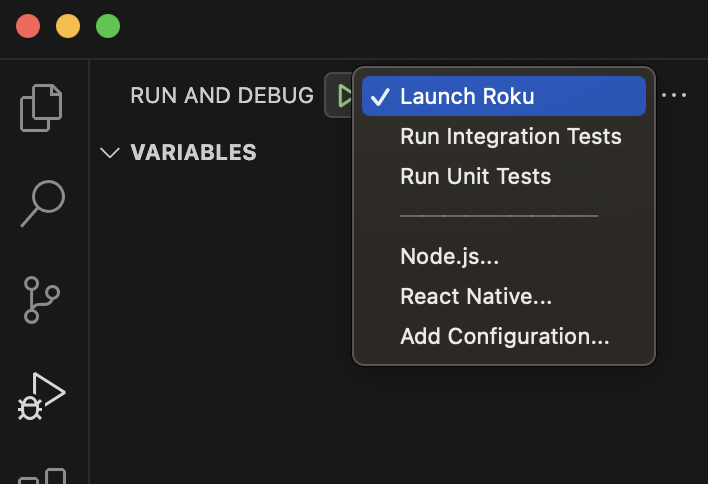 RUN AND DEBUG
Launch Roku
Run Integration Tests
Run Unit Tests
Node.js...
React Native...
Add Configuration...
VARIABLES